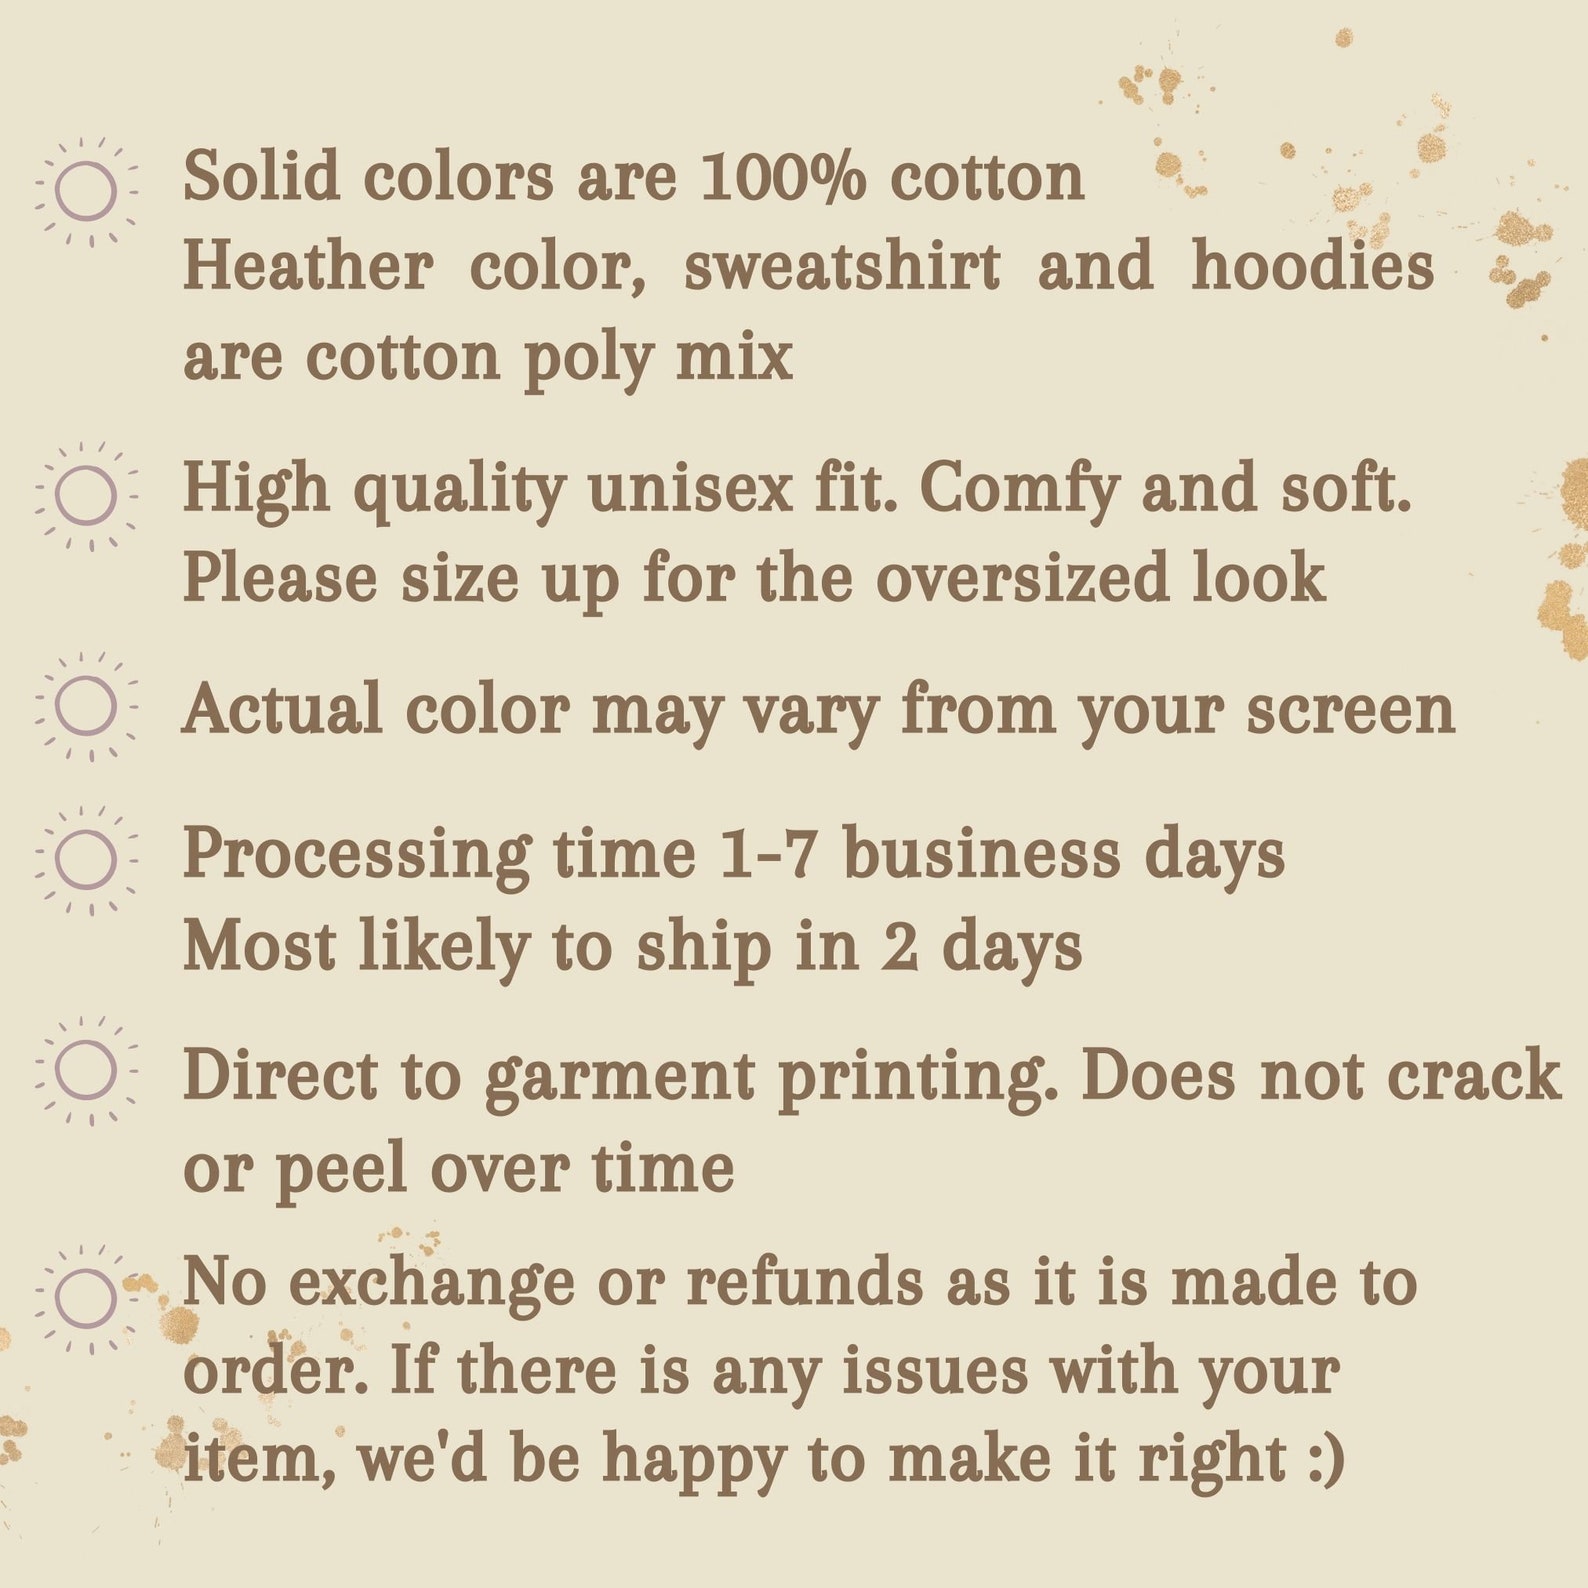 Solid colors are 100% cotton
Heather color, sweatshirt and hoodies
are cotton poly mix
High quality unisex fit. Comfy and soft.
Please size up for the oversized look
Actual color may vary from your screen
Processing time 1-7 business days
Most likely to ship in 2 days
Direct to garment printing. Does not crack
or peel over time
No exchange or refunds as it is made to
order. If there is any issues with your
item, we'd be happy to make it right :)